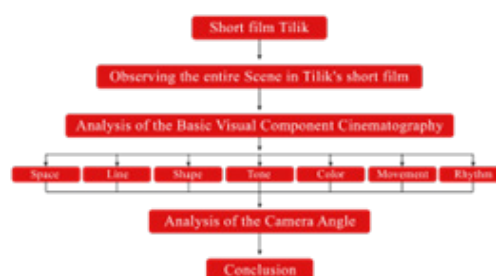 Short film Tilik
Observing the entire Scene in Tilik's short film
Analysis of the Basic Visual Component Cinematography
Space Line Shape Tone Color Movement Rhythm
Analysis of the Camera Angle
Conclusion